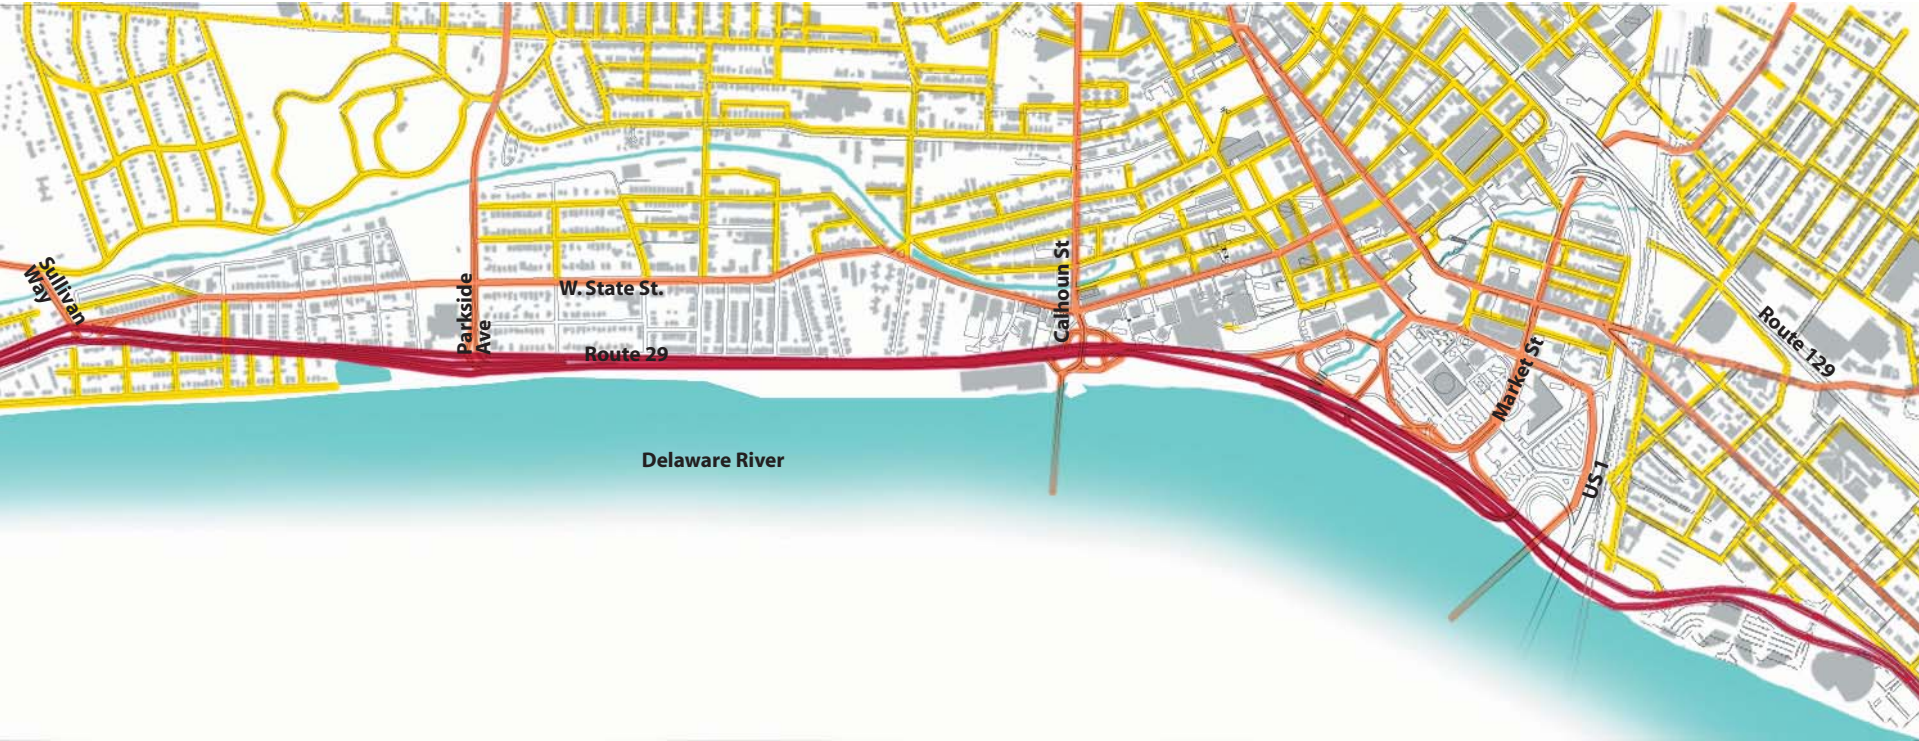 Sullivan
Way
Parkside
Ave
W. State St.
Route 29
Calhoun St
Delaware River
Market St
US 1
Route 129